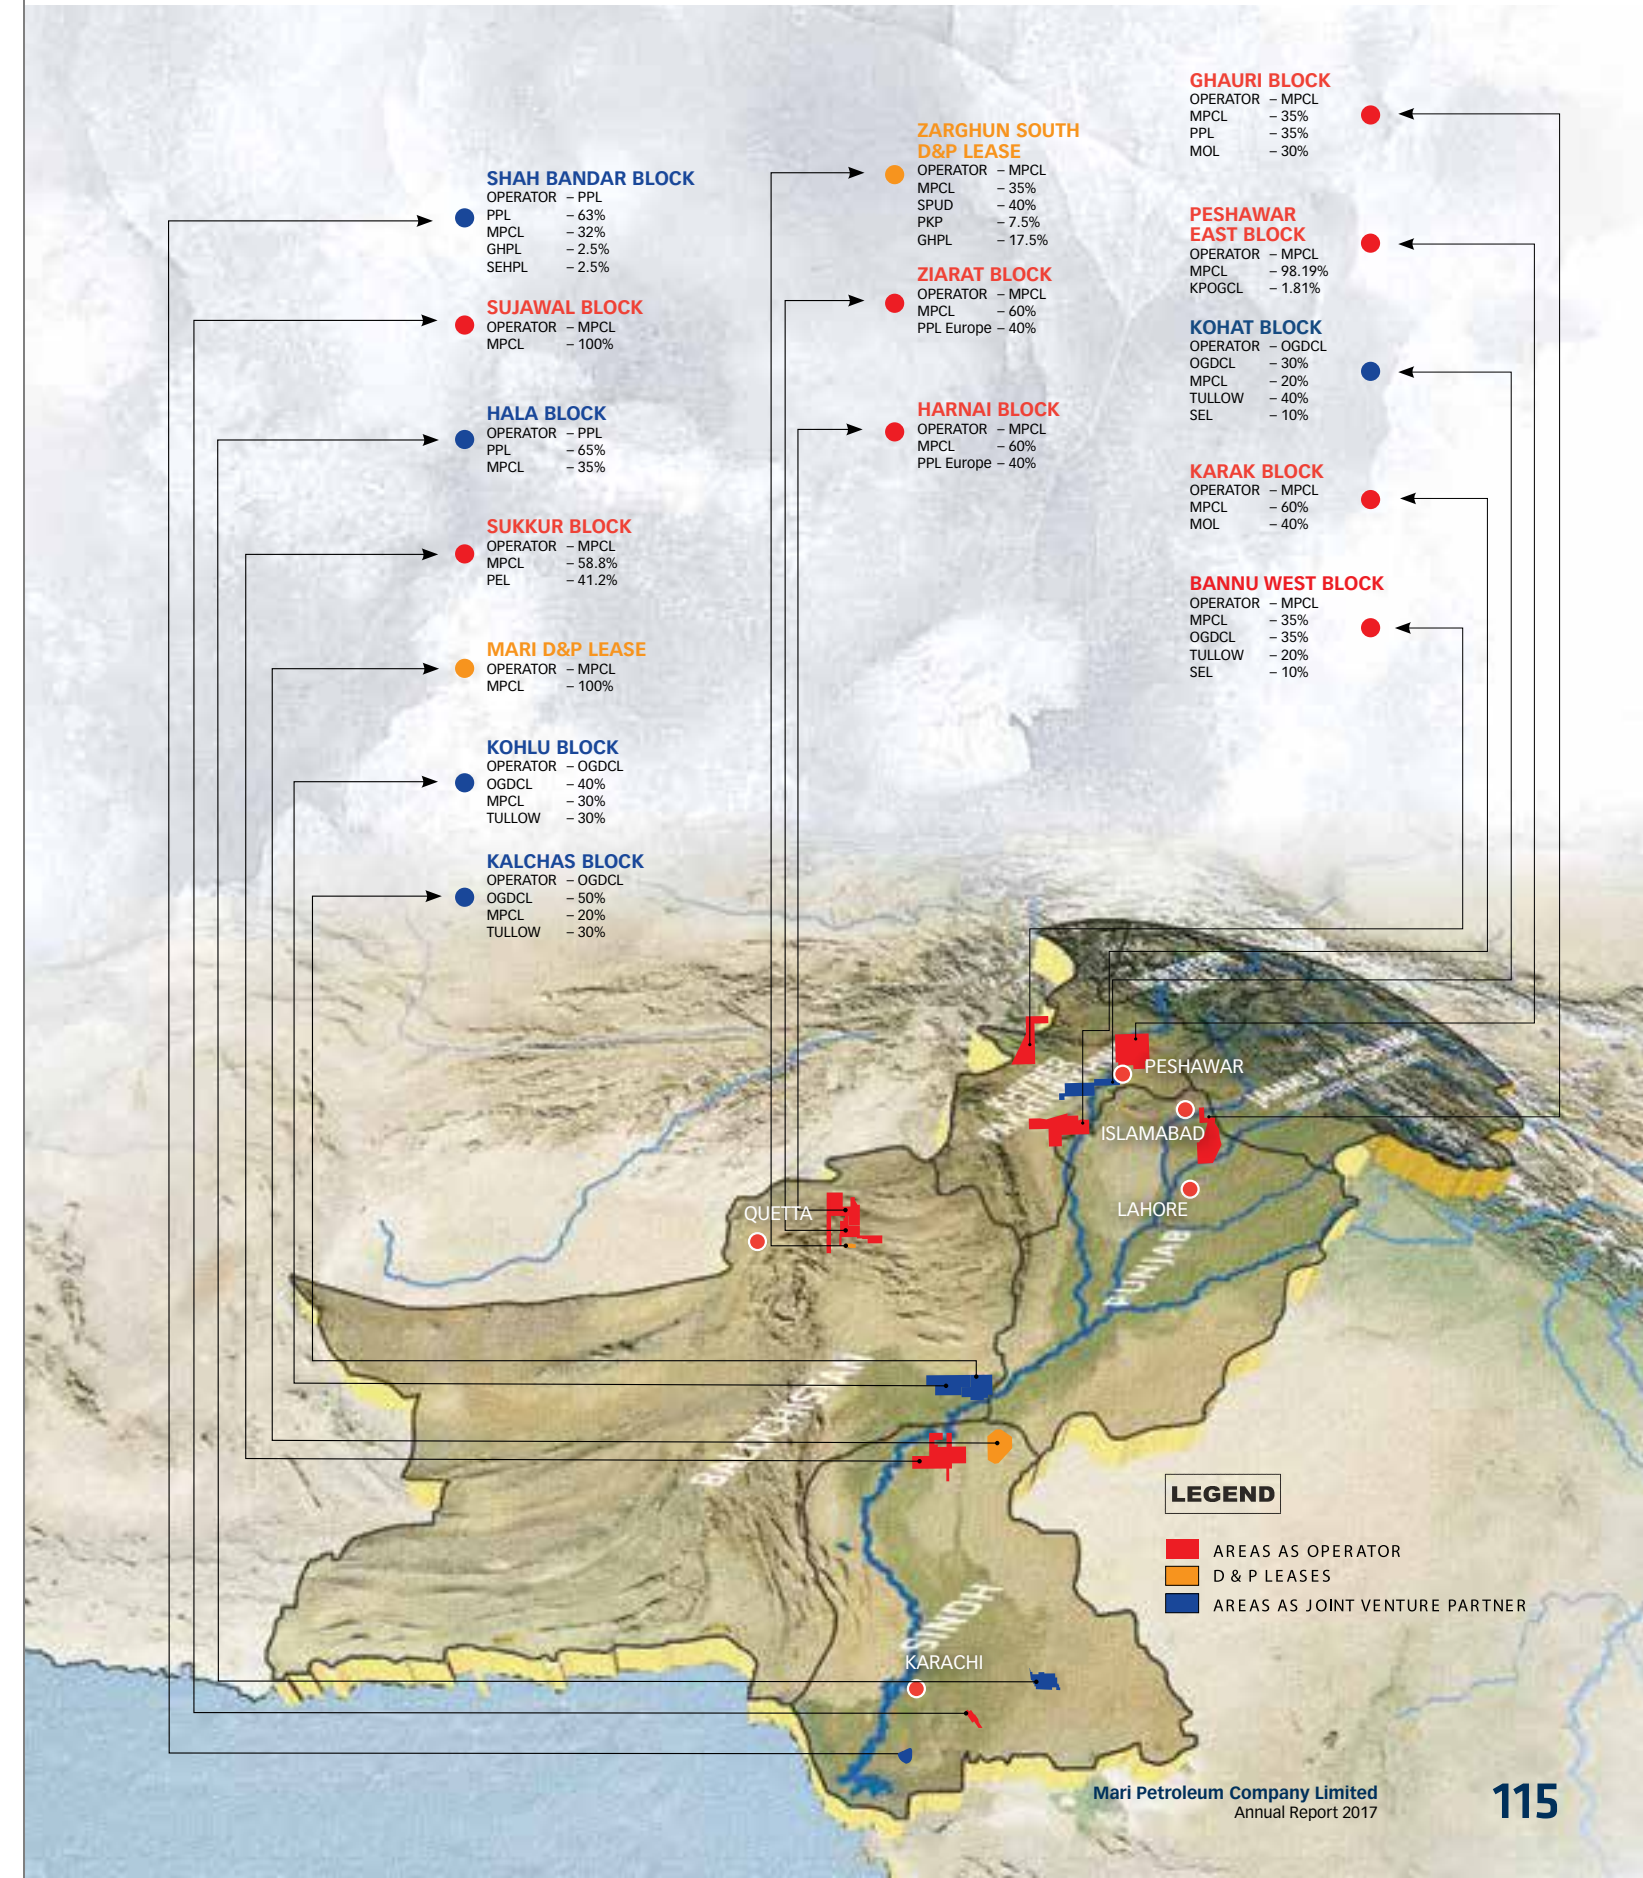 SHAH BANDAR BLOCK
OPERATOR – PPL
PPL – 63%
MPCL – 32%
GHPL – 2.5%
SEHPL – 2.5%
SUJAWAL BLOCK
OPERATOR – MPCL
MPCL – 100%
HALA BLOCK
OPERATOR – PPL
PPL – 65%
MPCL – 35%
SUKKUR BLOCK
OPERATOR – MPCL
MPCL – 58.8%
PEL – 41.2%
MARI D&P LEASE
OPERATOR – MPCL
MPCL – 100%
KOHLU BLOCK
OPERATOR – OGDCL
OGDCL – 40%
MPCL – 30%
TULLOW – 30%
KALCHAS BLOCK
OPERATOR – OGDCL
OGDCL – 50%
MPCL – 20%
TULLOW – 30%
ZARGHUN SOUTH
D&P LEASE
OPERATOR – MPCL
MPCL – 35%
SPUD – 40%
PKP – 7.5%
GHPL – 17.5%
ZIARAT BLOCK
OPERATOR – MPCL
MPCL – 60%
PPL Europe – 40%
HARNAI BLOCK
OPERATOR – MPCL
MPCL – 60%
PPL Europe – 40%
GHAURI BLOCK
OPERATOR – MPCL
MPCL – 35%
PPL – 35%
MOL – 30%
PESHAWAR
EAST BLOCK
OPERATOR – MPCL
MPCL – 98.19%
KPOGCL – 1.81%
KOHAT BLOCK
OPERATOR – OGDCL
OGDCL – 30%
MPCL – 20%
TULLOW – 40%
SEL – 10%
KARAK BLOCK
OPERATOR – MPCL
MPCL – 60%
MOL – 40%
BANNU WEST BLOCK
OPERATOR – MPCL
MPCL – 35%
OGDCL – 35%
TULLOW – 20%
SEL – 10%
PESHAWAR
ISLAMABAD
LAHORE
QUETTA
PUNJAB
BALOCHISTAN
SINDH
KARACHI
LEGEND
AREAS AS OPERATOR
D & P LEASES
AREAS AS JOINT VENTURE PARTNER
Mari Petroleum Company Limited
Annual Report 2017
115